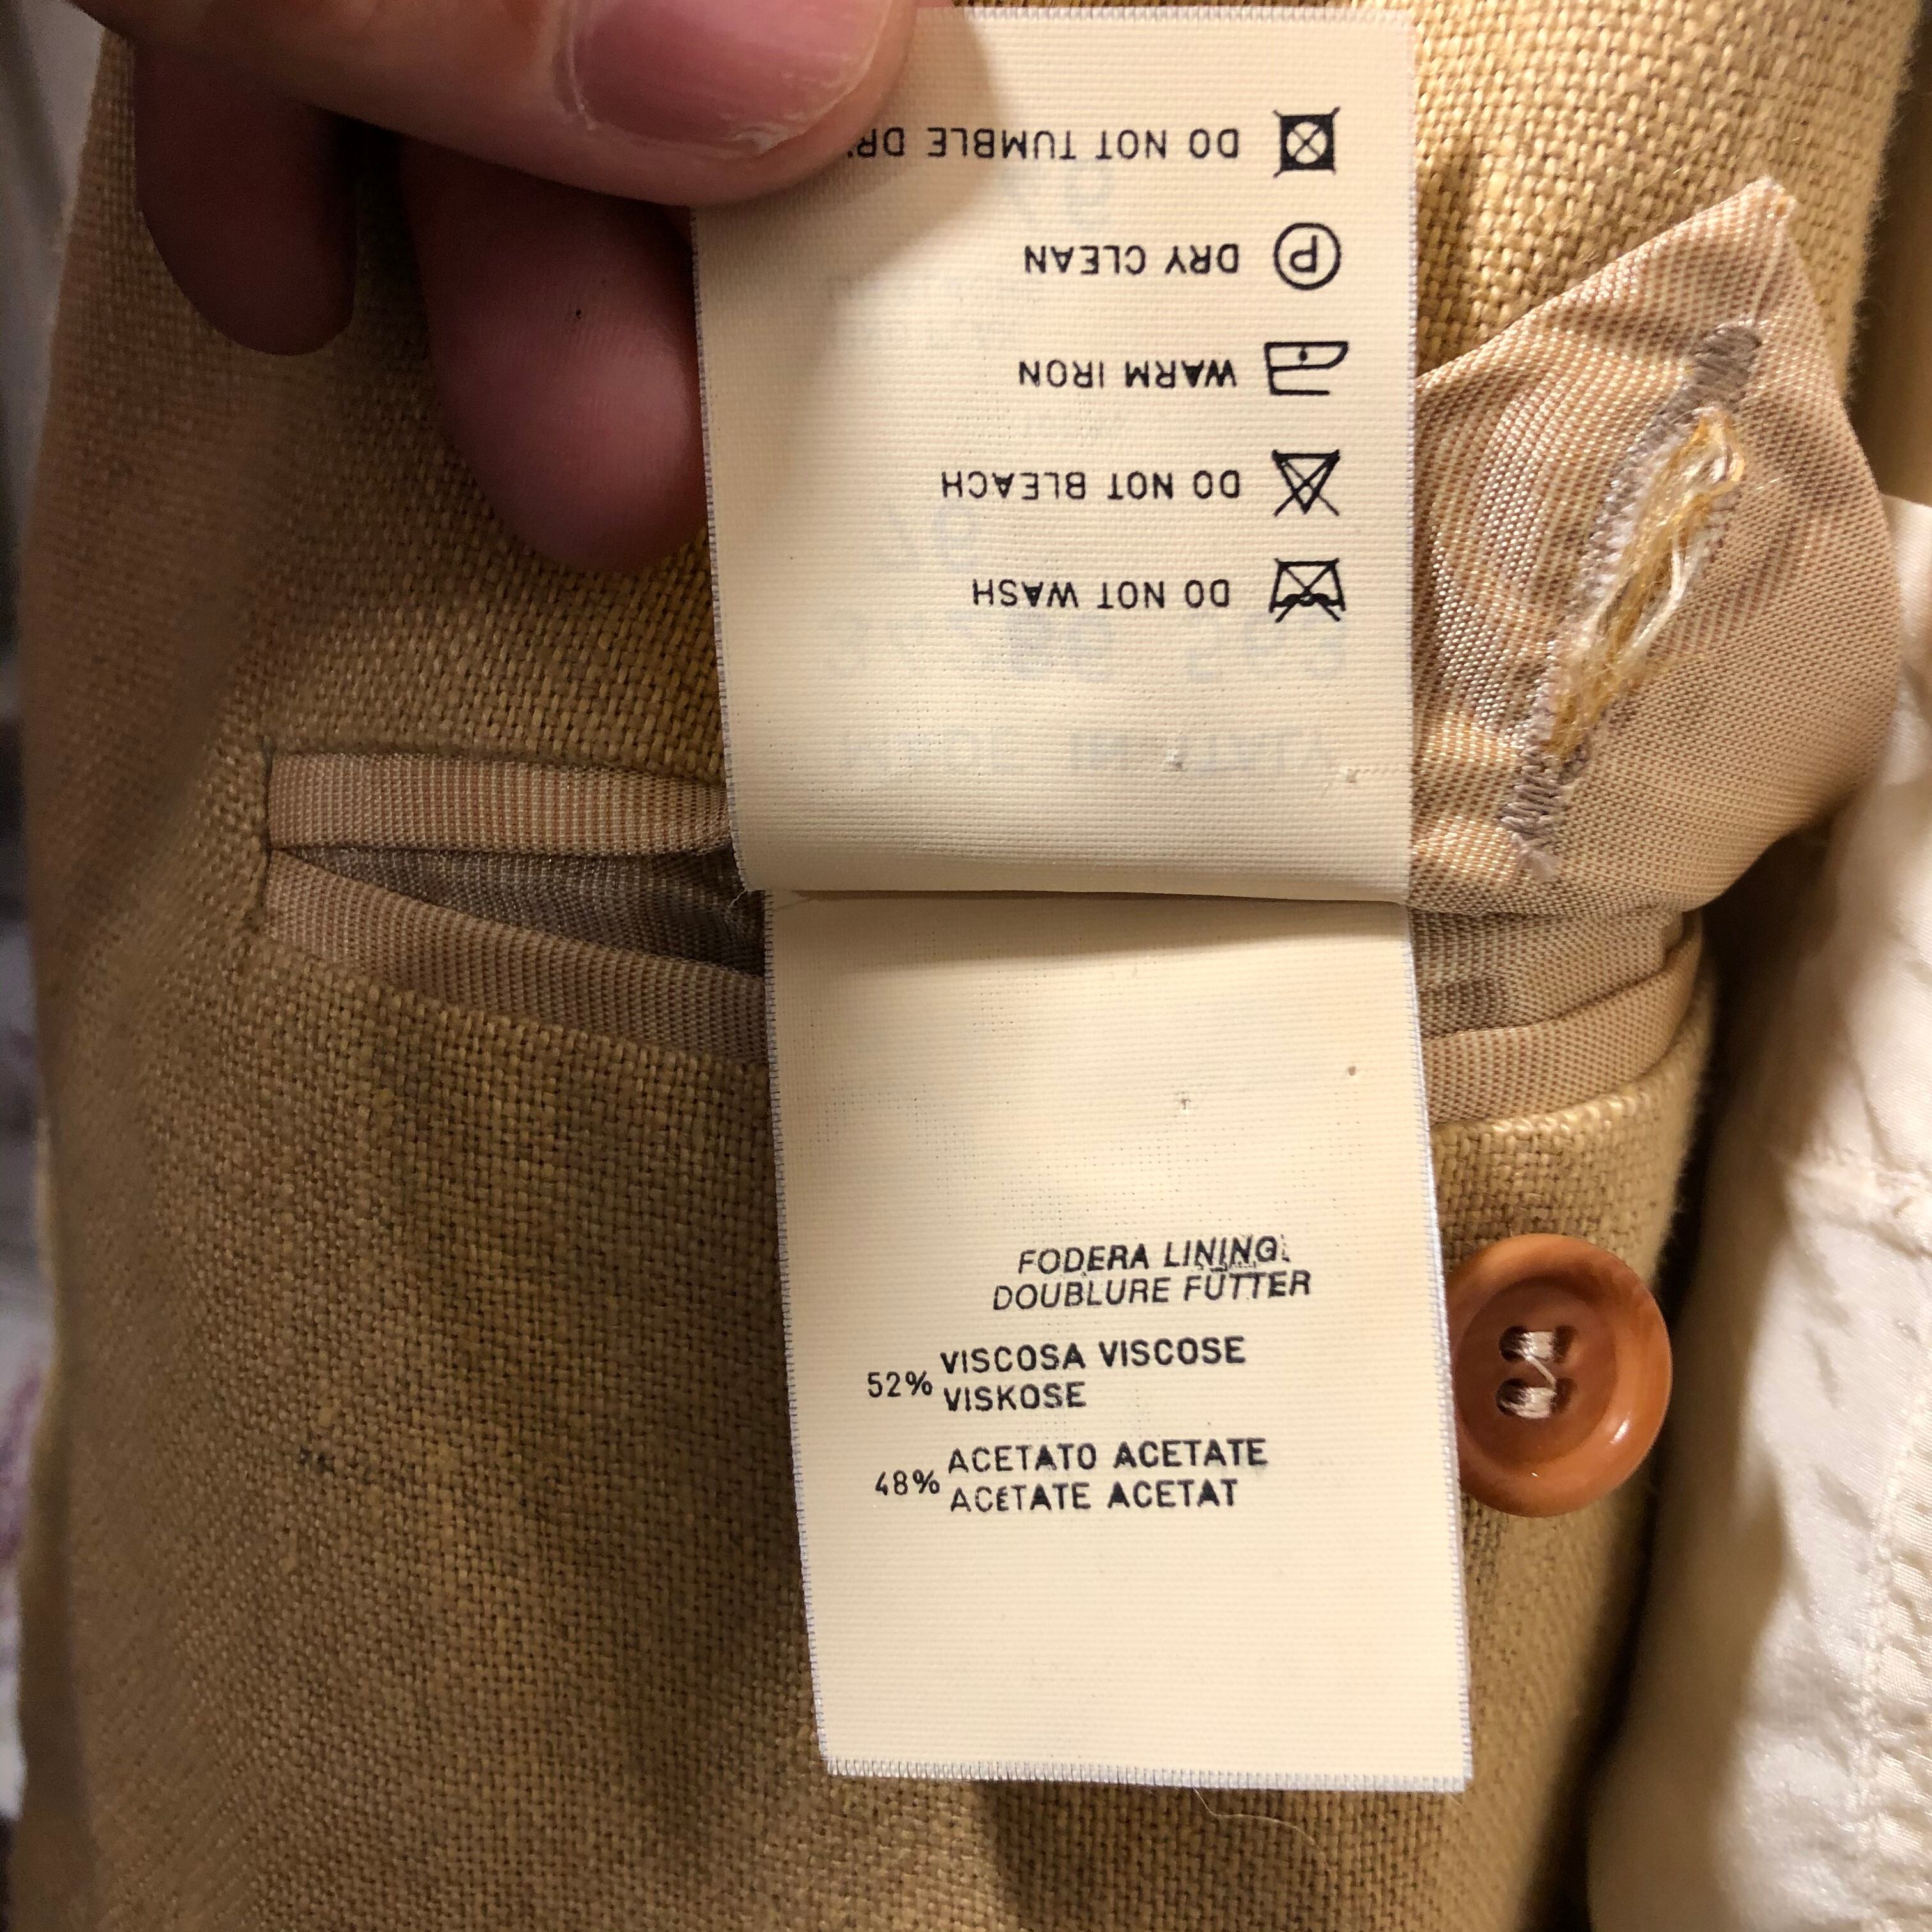 DO NOT WASH
DO NOT BLEACH
WARM IRON
P DRY CLEAN
DO NOT TUMBLE
FODERA LINING
DOUBLURE FUTTER
52% VISCOSA VISCOSE
VISKOSE
48% ACETATO ACETATE
ACETATE ACETAT